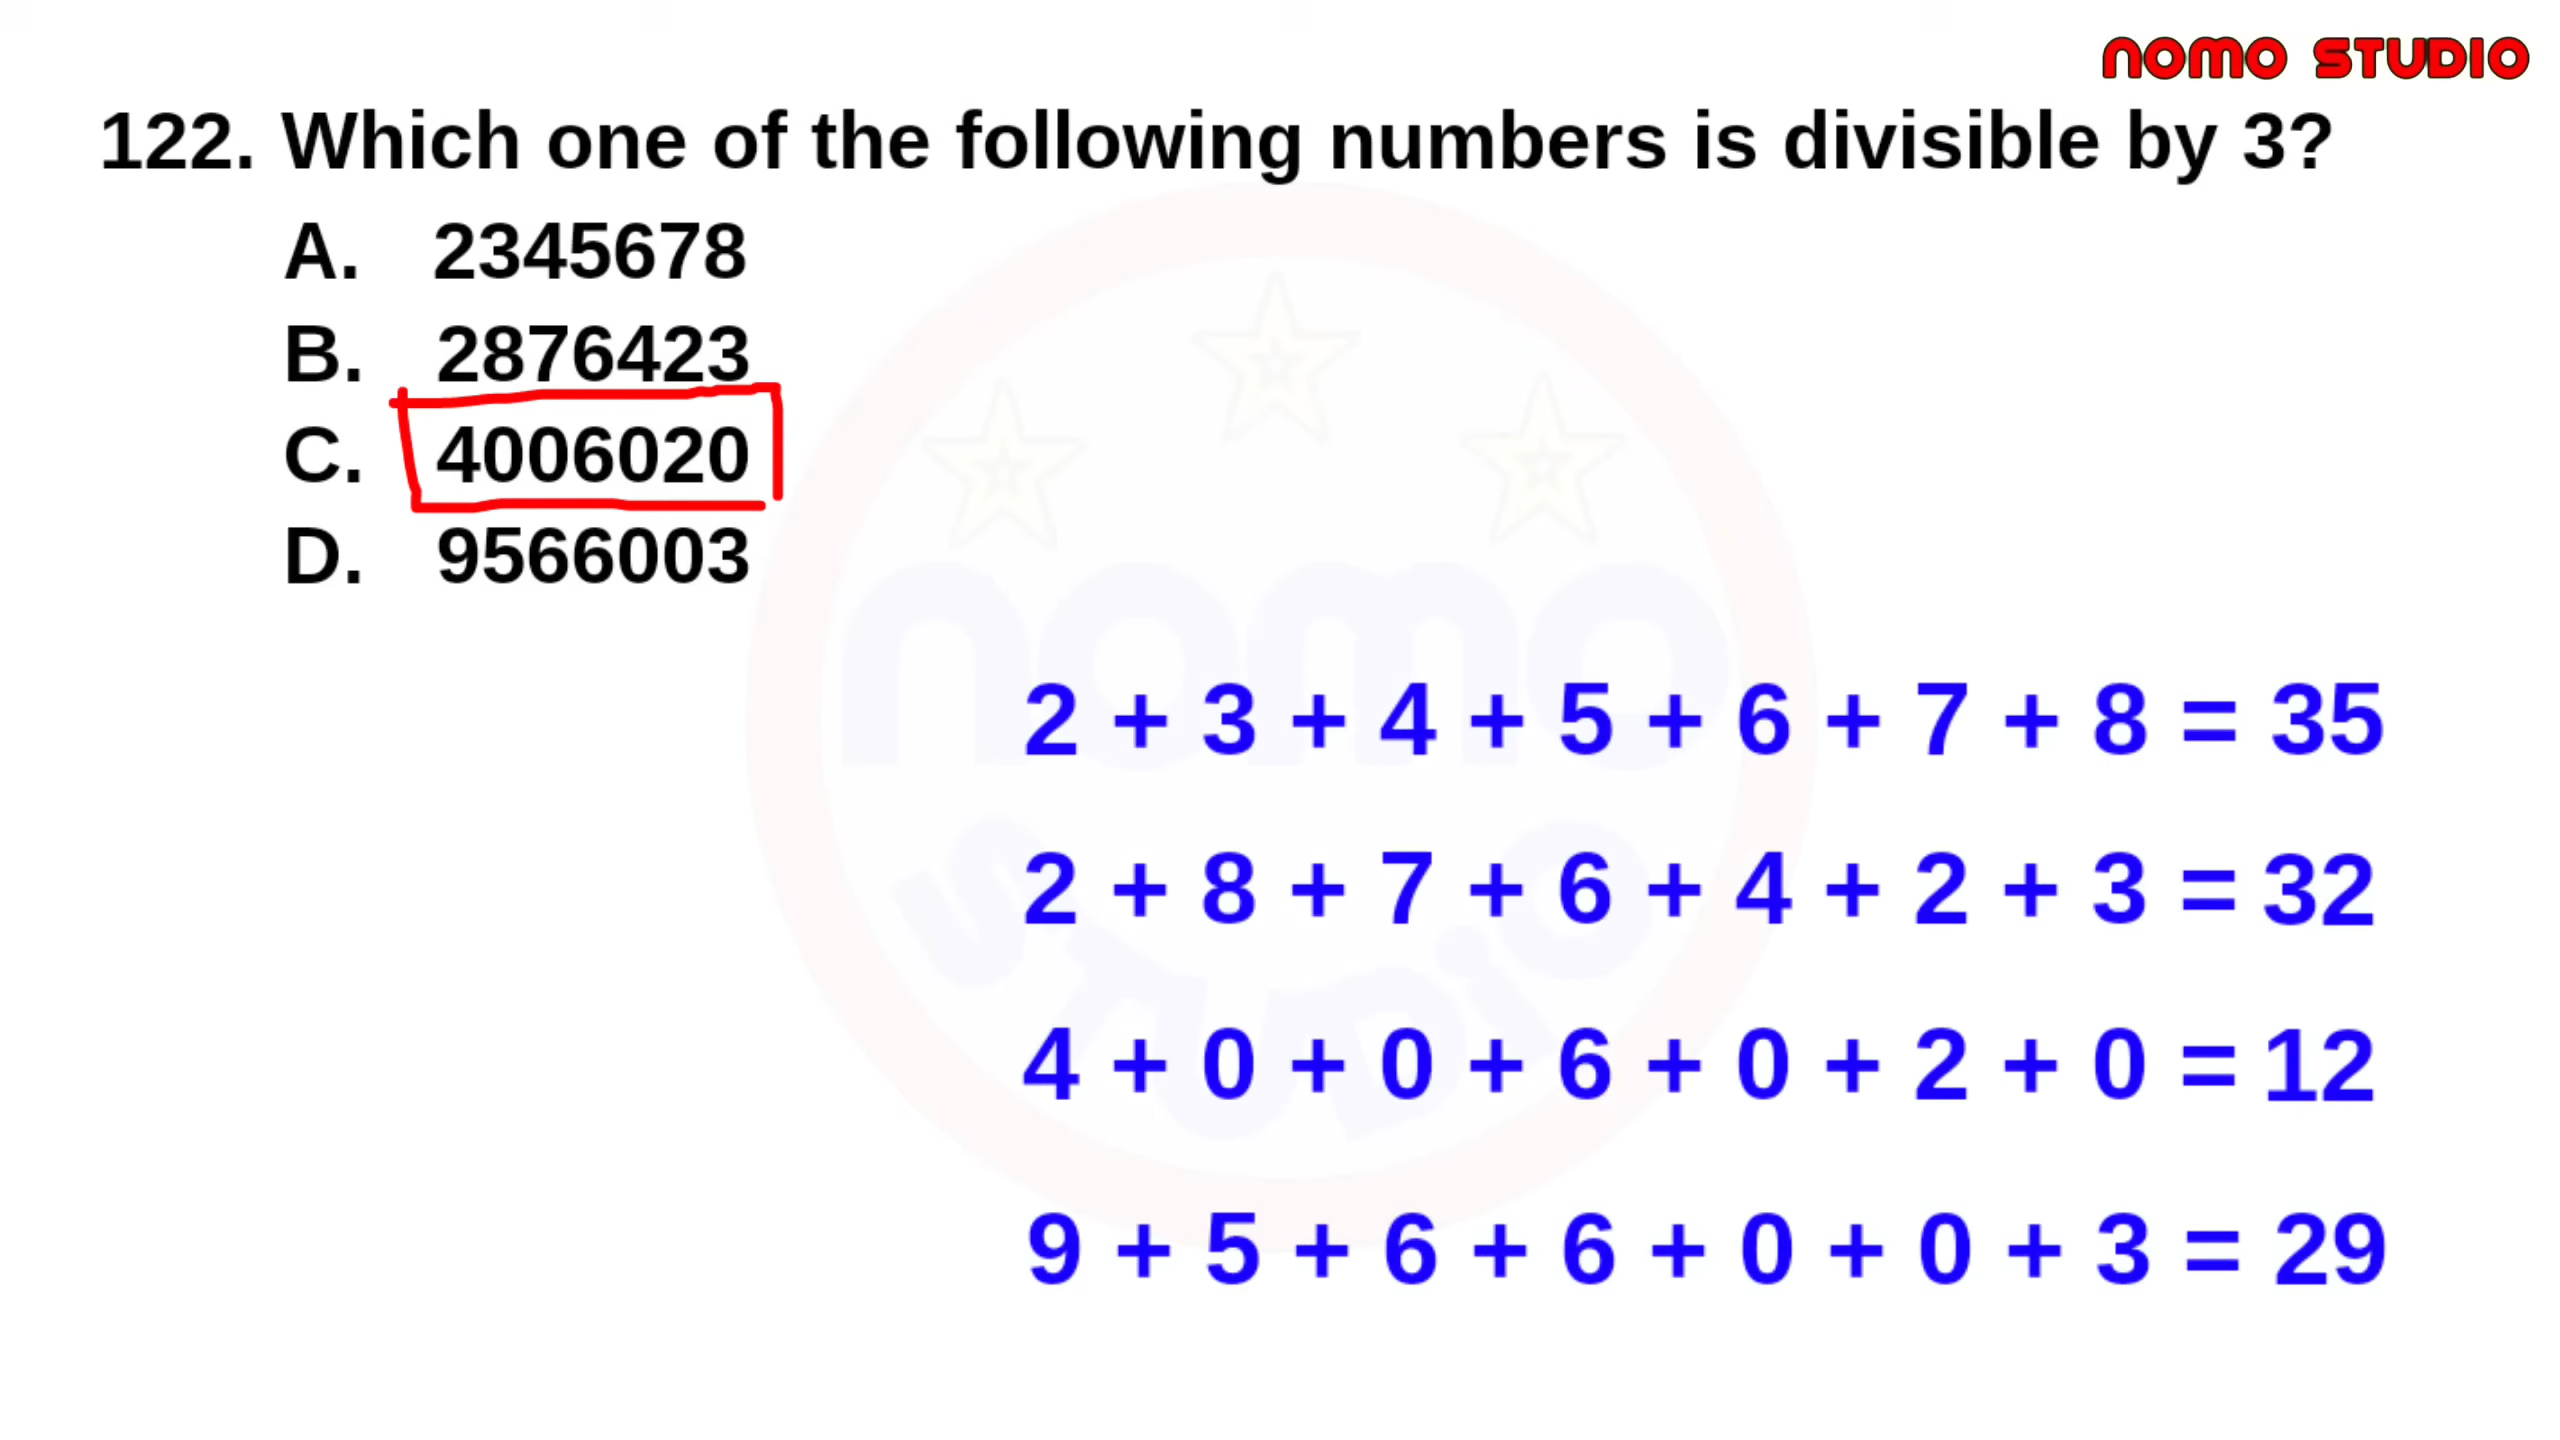 NOMO STUDIO
122. Which one of the following numbers is divisible by 3?
A. 2345678
B. 2876423
C. 4006020
D. 9566003
nomo
STUDiO
2 + 3 + 4 + 5 + 6 + 7 + 8 = 35
2 + 8 + 7 + 6 + 4 + 2 + 3 = 32
4 + 0 + 0 + 6 + 0 + 2 + 0 = 12
9 + 5 + 6 + 6 + 0 + 0 + 3 = 29